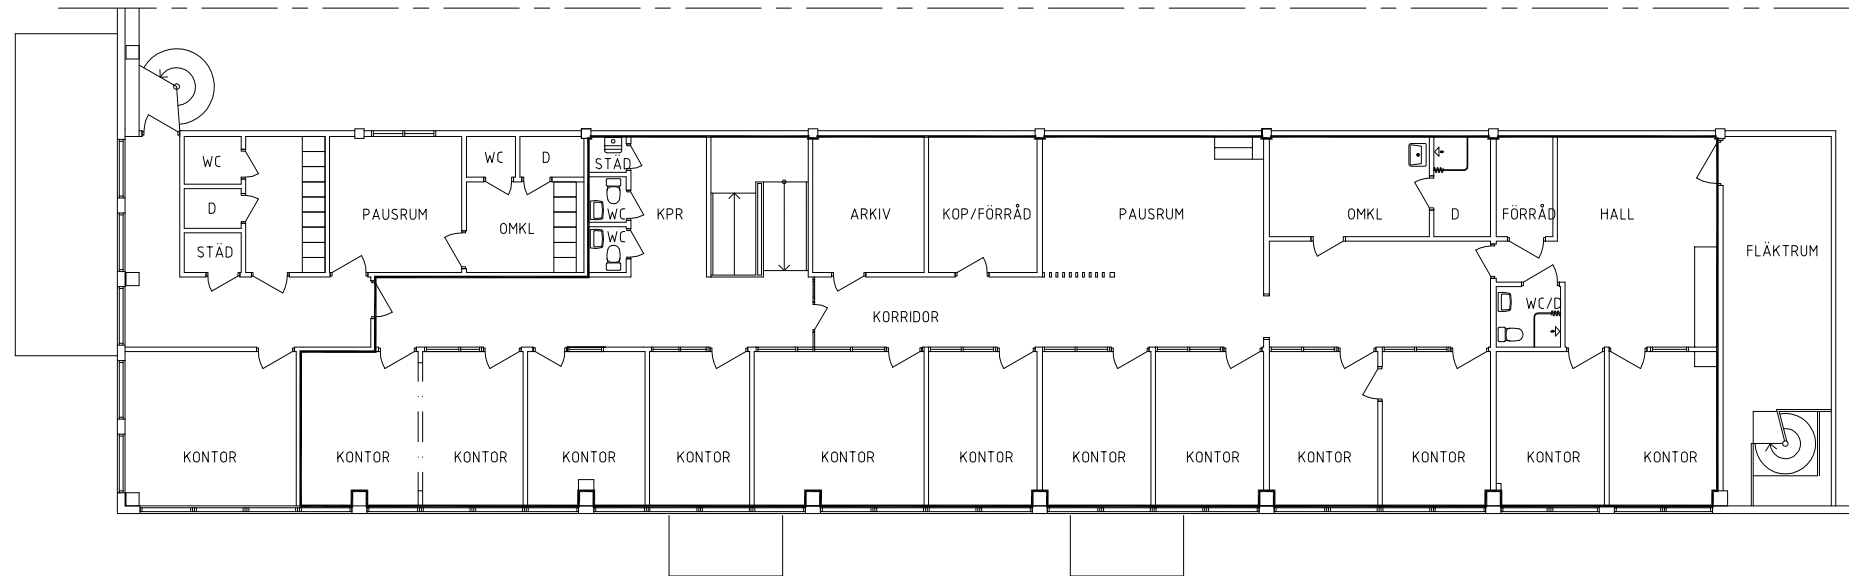 WC
D
STÄD
PAUSRUM
WC
D
OMKL
STÄD
WC
WC
KPR
ARKIV
KOP/FÖRRÅD
PAUSRUM
OMKL
D
FÖRRÅD
HALL
FLÄKTRUM
WC/D
KORRIDOR
KONTOR
KONTOR
KONTOR
KONTOR
KONTOR
KONTOR
KONTOR
KONTOR
KONTOR
KONTOR
KONTOR
KONTOR
KONTOR